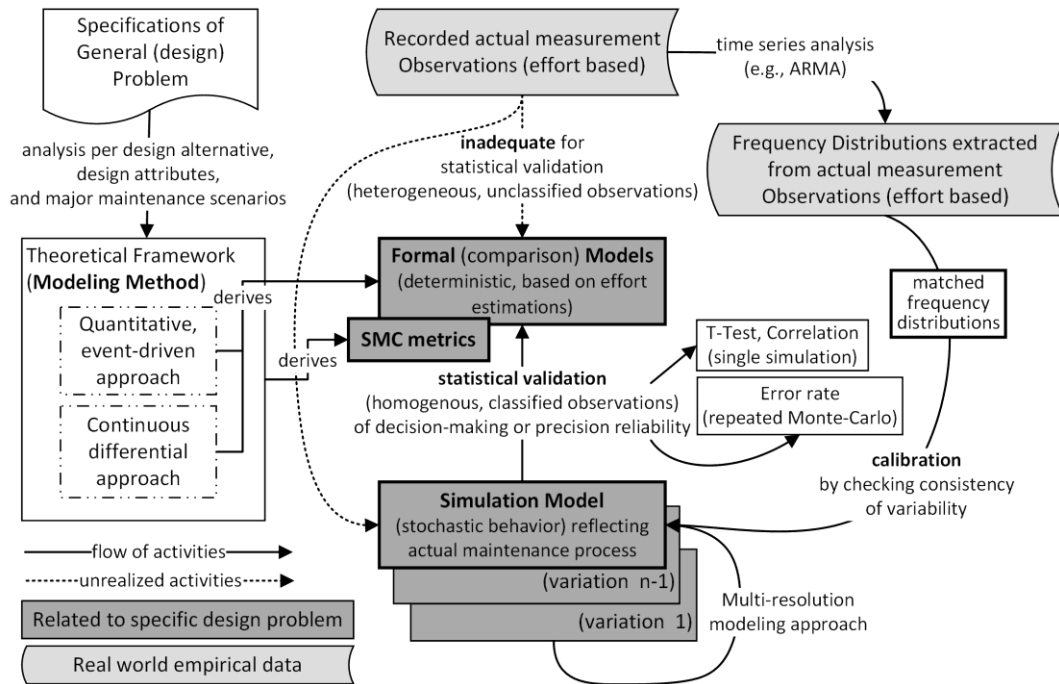 Specifications of
General (design)
Problem
Recorded actual measurement
Observations (effort based)
time series analysis
(e.g., ARMA)
analysis per design alternative,
design attributes,
and major maintenance scenarios
inadequate for
statistical validation
(heterogeneous, unclassified observations)
Frequency Distributions extracted
from actual measurement
Observations (effort based)
Theoretical Framework
(Modeling Method)
derives
Quantitative,
event-driven
approach
Continuous
differential
approach
derives
Formal (comparison) Models
(deterministic, based on effort
estimations)
SMC metrics
matched
frequency
distributions
T-Test, Correlation
(single simulation)
Error rate
(repeated Monte-Carlo)
statistical validation
(homogenous, classified observations)
of decision-making or precision reliability
calibration
by checking consistency
of variability
Simulation Model
(stochastic behavior) reflecting
actual maintenance process
(variation n-1)
(variation 1)
Multi-resolution
modeling approach
flow of activities
unrealized activities
Related to specific design problem
Real world empirical data